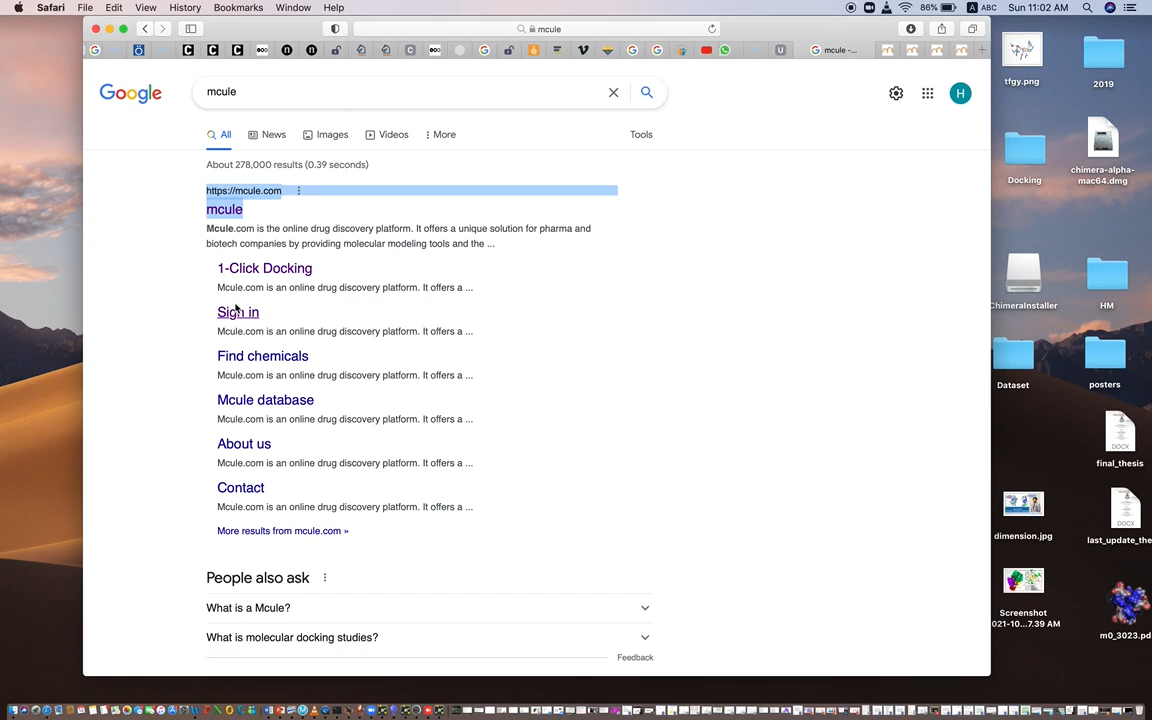 Safari File Edit View History Bookmarks Window Help
86% A ABC Sun 11:02 AM
mcule
mcule -...
Google
mcule
H
All News Images Videos More Tools
About 278,000 results (0.39 seconds)
https://mcule.com
mcule
Mcule.com is the online drug discovery platform. It offers a unique solution for pharma and
biotech companies by providing molecular modeling tools and the ...
1-Click Docking
Mcule.com is an online drug discovery platform. It offers a ...
Sign in
Mcule.com is an online drug discovery platform. It offers a ...
Find chemicals
Mcule.com is an online drug discovery platform. It offers a ...
Mcule database
Mcule.com is an online drug discovery platform. It offers a ...
About us
Mcule.com is an online drug discovery platform. It offers a ...
Contact
Mcule.com is an online drug discovery platform. It offers a ...
More results from mcule.com »
People also ask
What is a Mcule?
What is molecular docking studies?
Feedback
tfgy.png
2019
Docking
chimera-alpha-
mac64.dmg
ChimeraInstaller
HM
Dataset
posters
DOCX
final_thesis
dimension.jpg
DOCX
last_update_the
Screenshot
021-10...7.39 AM
m0_3023.pd